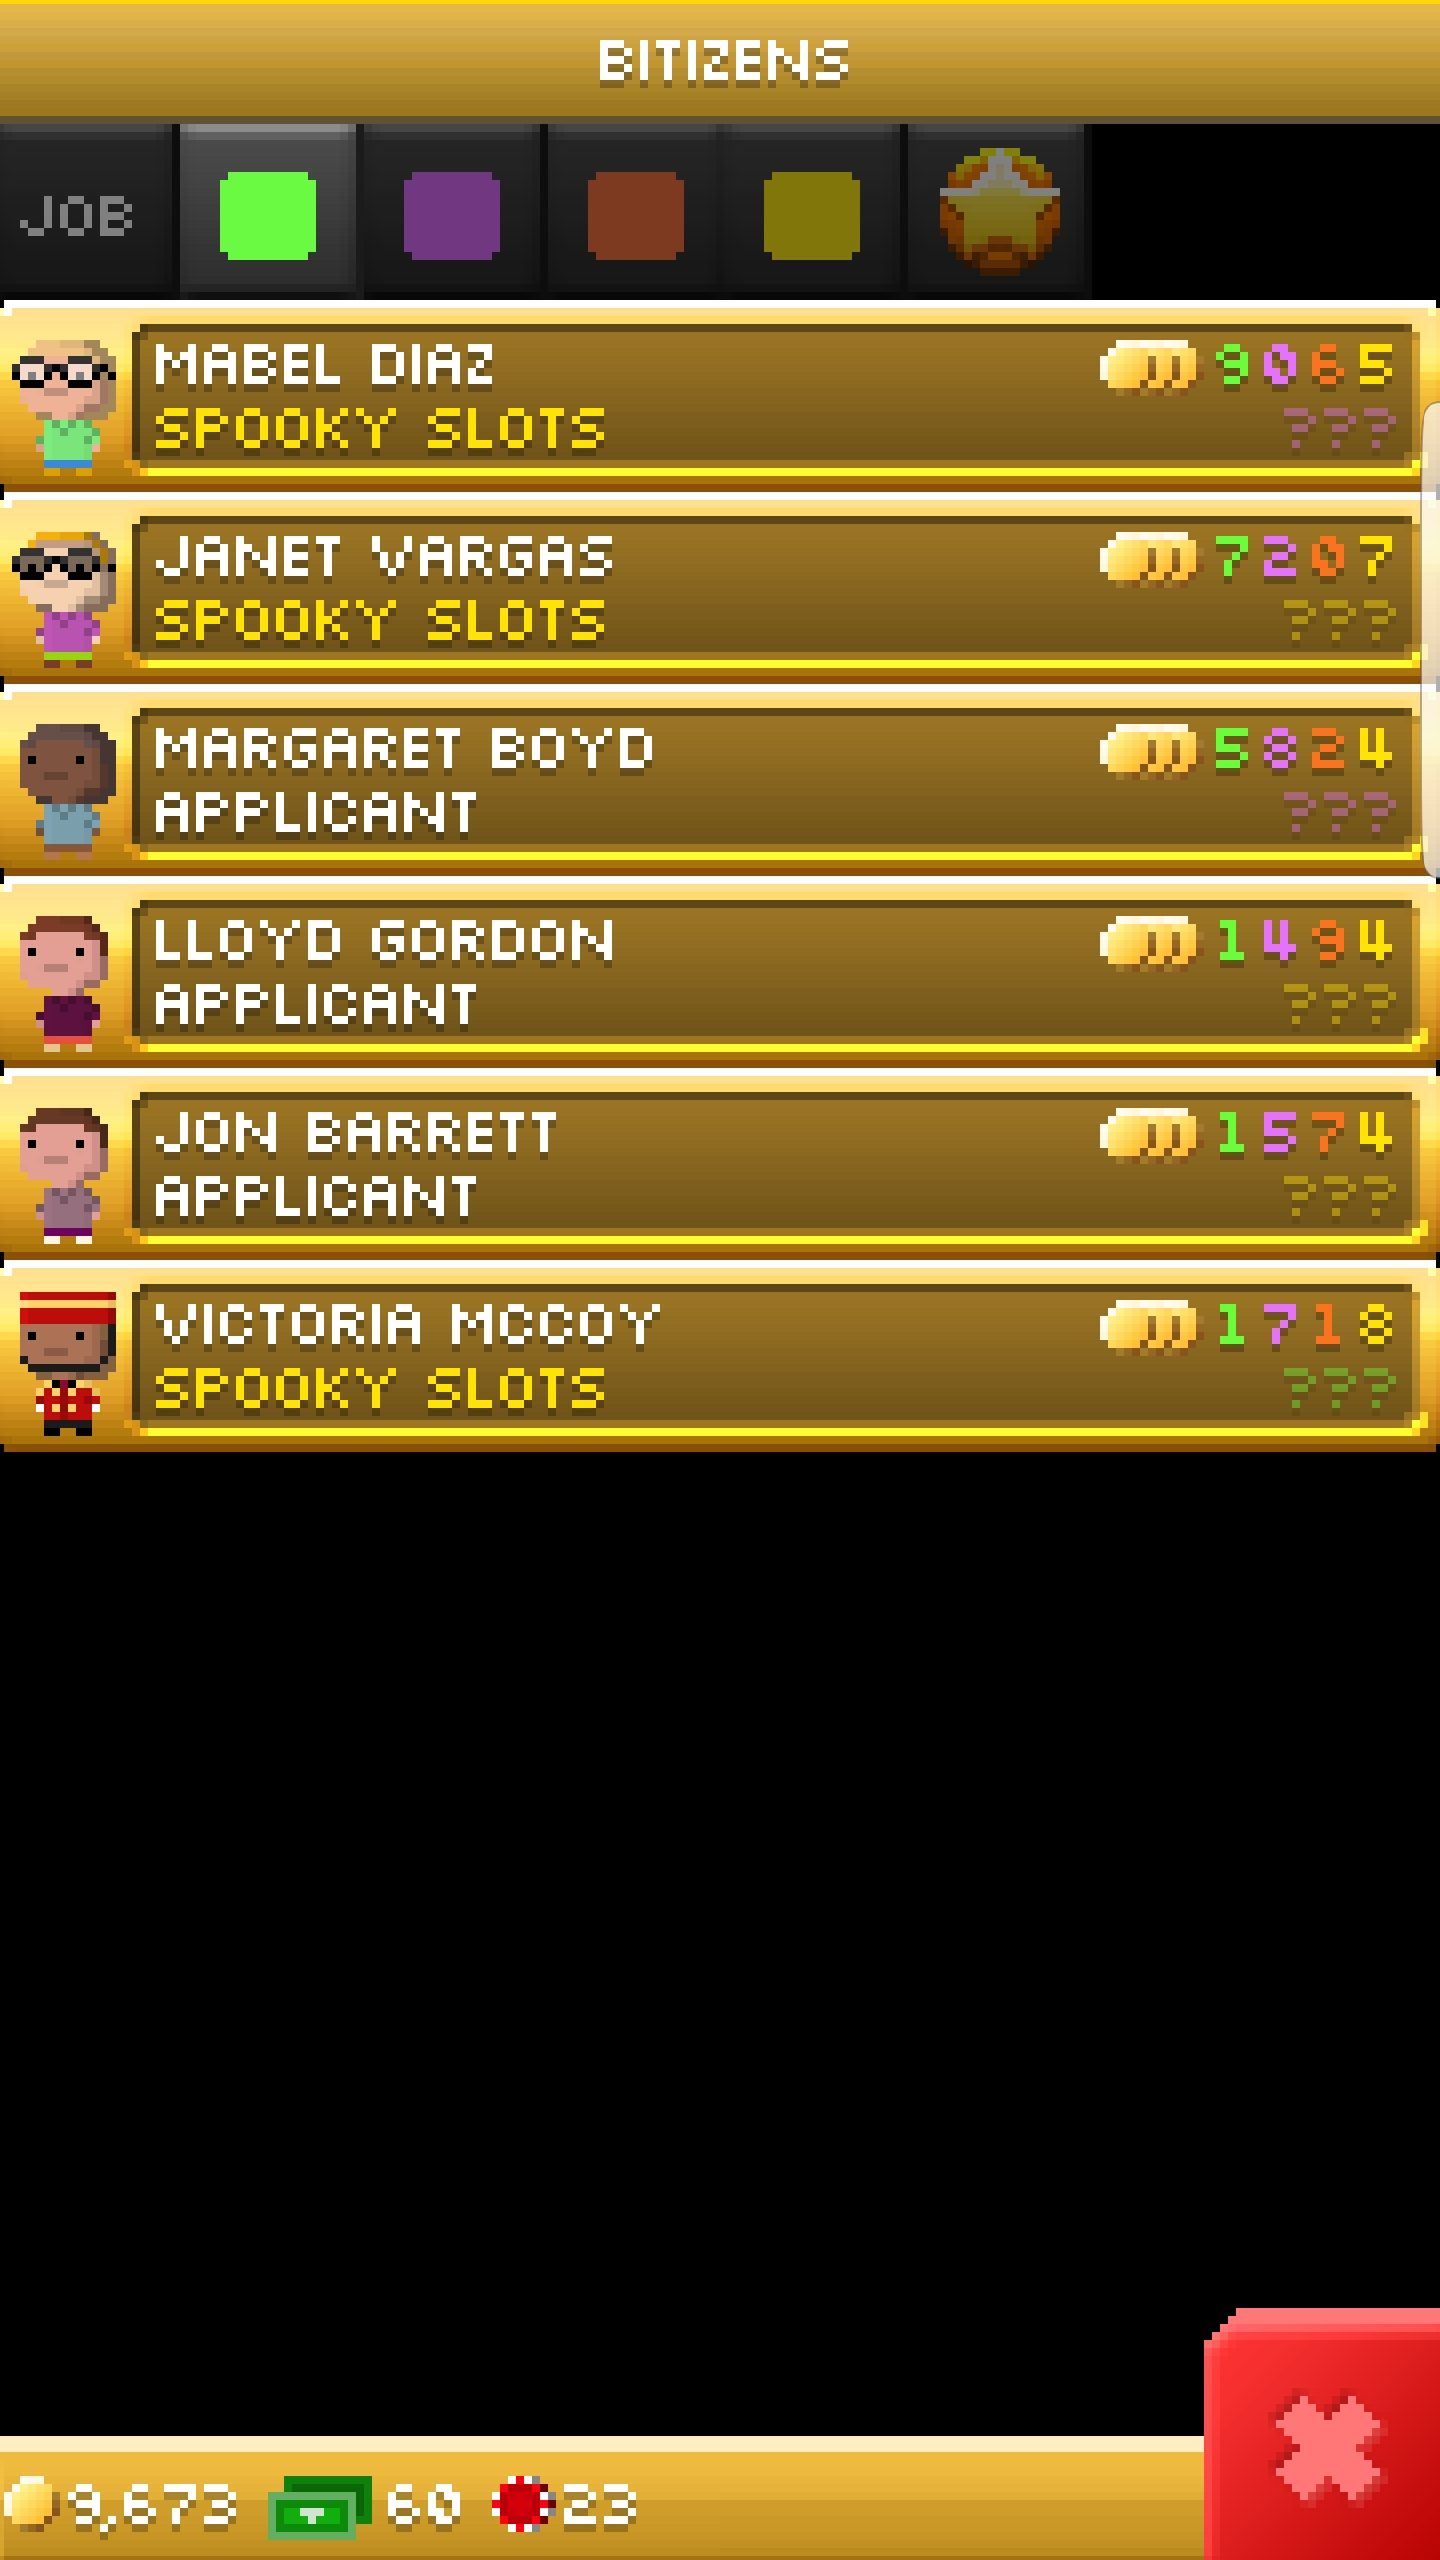 BITIZENS
JOB
MABEL DIAZ 9065
SPOOKY SLOTS ???
JANET VARGAS 7207
SPOOKY SLOTS ???
MARGARET BOYD 5824
APPLICANT ???
LLOYD GORDON 1494
APPLICANT ???
JON BARRETT 1574
APPLICANT ???
VICTORIA MCCOY 1718
SPOOKY SLOTS ???
9,673 60 23